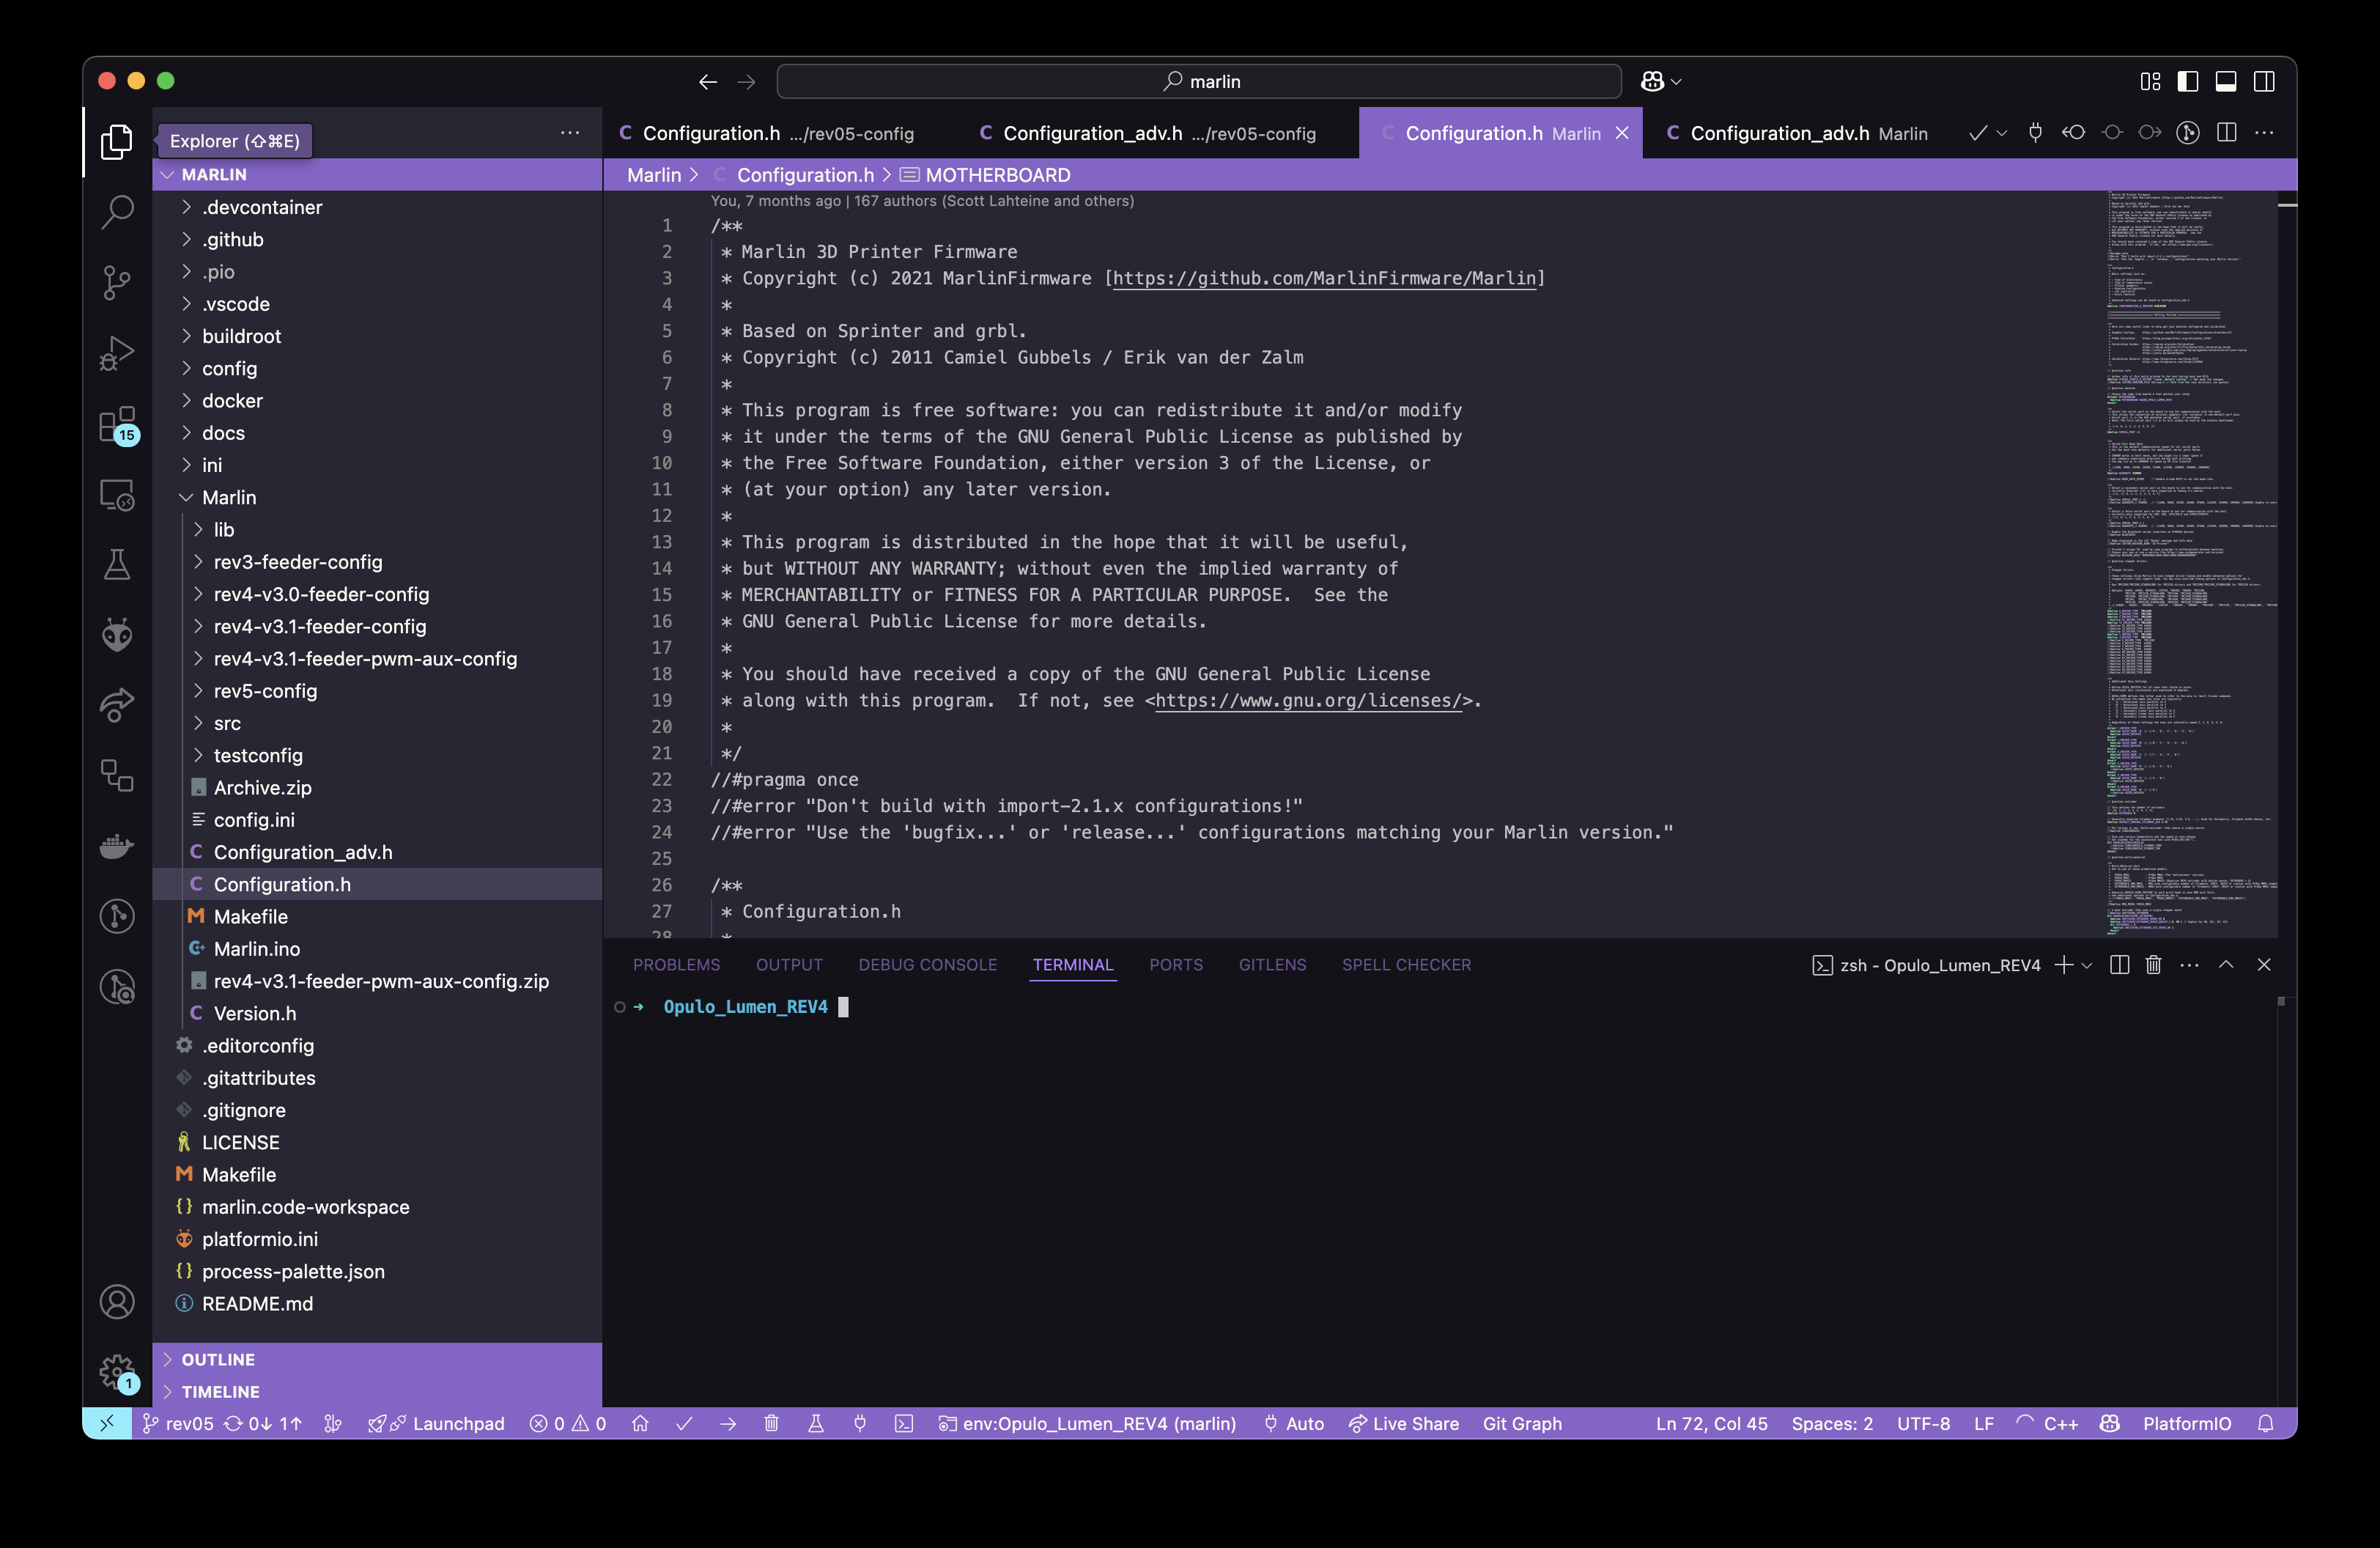 marlin
Explorer (⇧⌘E)
Configuration.h .../rev05-config
Configuration_adv.h .../rev05-config
Configuration.h Marlin
Configuration_adv.h Marlin
MARLIN
.devcontainer
.github
.pio
.vscode
buildroot
config
docker
docs
ini
Marlin
lib
rev3-feeder-config
rev4-v3.0-feeder-config
rev4-v3.1-feeder-config
rev4-v3.1-feeder-pwm-aux-config
rev5-config
src
testconfig
Archive.zip
config.ini
Configuration_adv.h
Configuration.h
Makefile
Marlin.ino
rev4-v3.1-feeder-pwm-aux-config.zip
Version.h
.editorconfig
.gitattributes
.gitignore
LICENSE
Makefile
marlin.code-workspace
platformio.ini
process-palette.json
README.md
OUTLINE
TIMELINE
15
1
Marlin > C Configuration.h > MOTHERBOARD
You, 7 months ago | 167 authors (Scott Lahteine and others)
1 /**
2 * Marlin 3D Printer Firmware
3 * Copyright (c) 2021 MarlinFirmware [https://github.com/MarlinFirmware/Marlin]
4 *
5 * Based on Sprinter and grbl.
6 * Copyright (c) 2011 Camiel Gubbels / Erik van der Zalm
7 *
8 * This program is free software: you can redistribute it and/or modify
9 * it under the terms of the GNU General Public License as published by
10 * the Free Software Foundation, either version 3 of the License, or
11 * (at your option) any later version.
12 *
13 * This program is distributed in the hope that it will be useful,
14 * but WITHOUT ANY WARRANTY; without even the implied warranty of
15 * MERCHANTABILITY or FITNESS FOR A PARTICULAR PURPOSE.  See the
16 * GNU General Public License for more details.
17 *
18 * You should have received a copy of the GNU General Public License
19 * along with this program.  If not, see <https://www.gnu.org/licenses/>.
20 *
21 */
22 //#pragma once
23 //#error "Don't build with import-2.1.x configurations!"
24 //#error "Use the 'bugfix...' or 'release...' configurations matching your Marlin version."
25
26 /**
27 * Configuration.h
28 *
PROBLEMS OUTPUT DEBUG CONSOLE TERMINAL PORTS GITLENS SPELL CHECKER
zsh - Opulo_Lumen_REV4
➜ Opulo_Lumen_REV4
rev05 0↓ 1↑ Launchpad 0 0 env:Opulo_Lumen_REV4 (marlin) Auto Live Share Git Graph Ln 72, Col 45 Spaces: 2 UTF-8 LF C++ PlatformIO